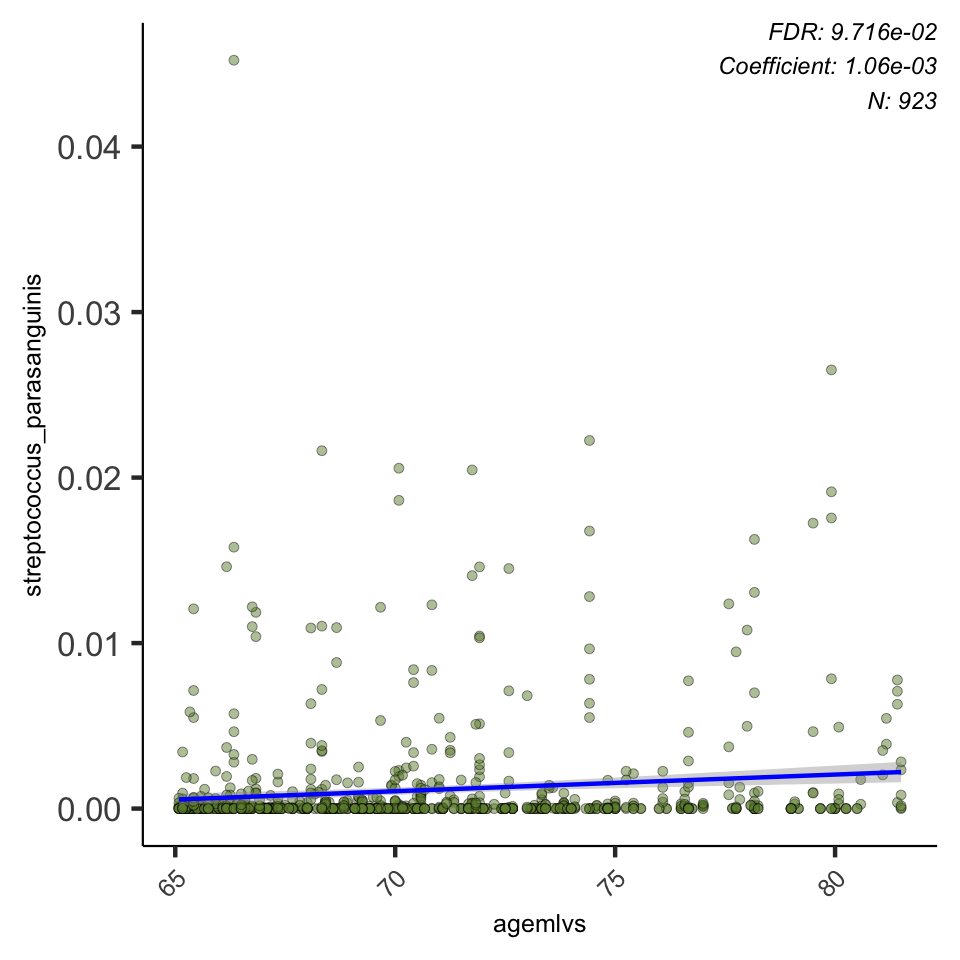 FDR: 9.716e-02
Coefficient: 1.06e-03
N: 923
0.04
0.03
0.02
0.01
0.00
streptococcus_parasanguinis
65
70
75
80
agemlvs